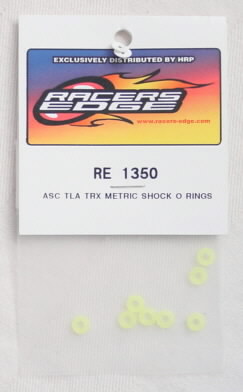 EXCLUSIVELY DISTRIBUTED BY HRP
RACERS
EDGE
www.racers-edge.com
RE 1350
ASC TLA TRX METRIC SHOCK O RINGS